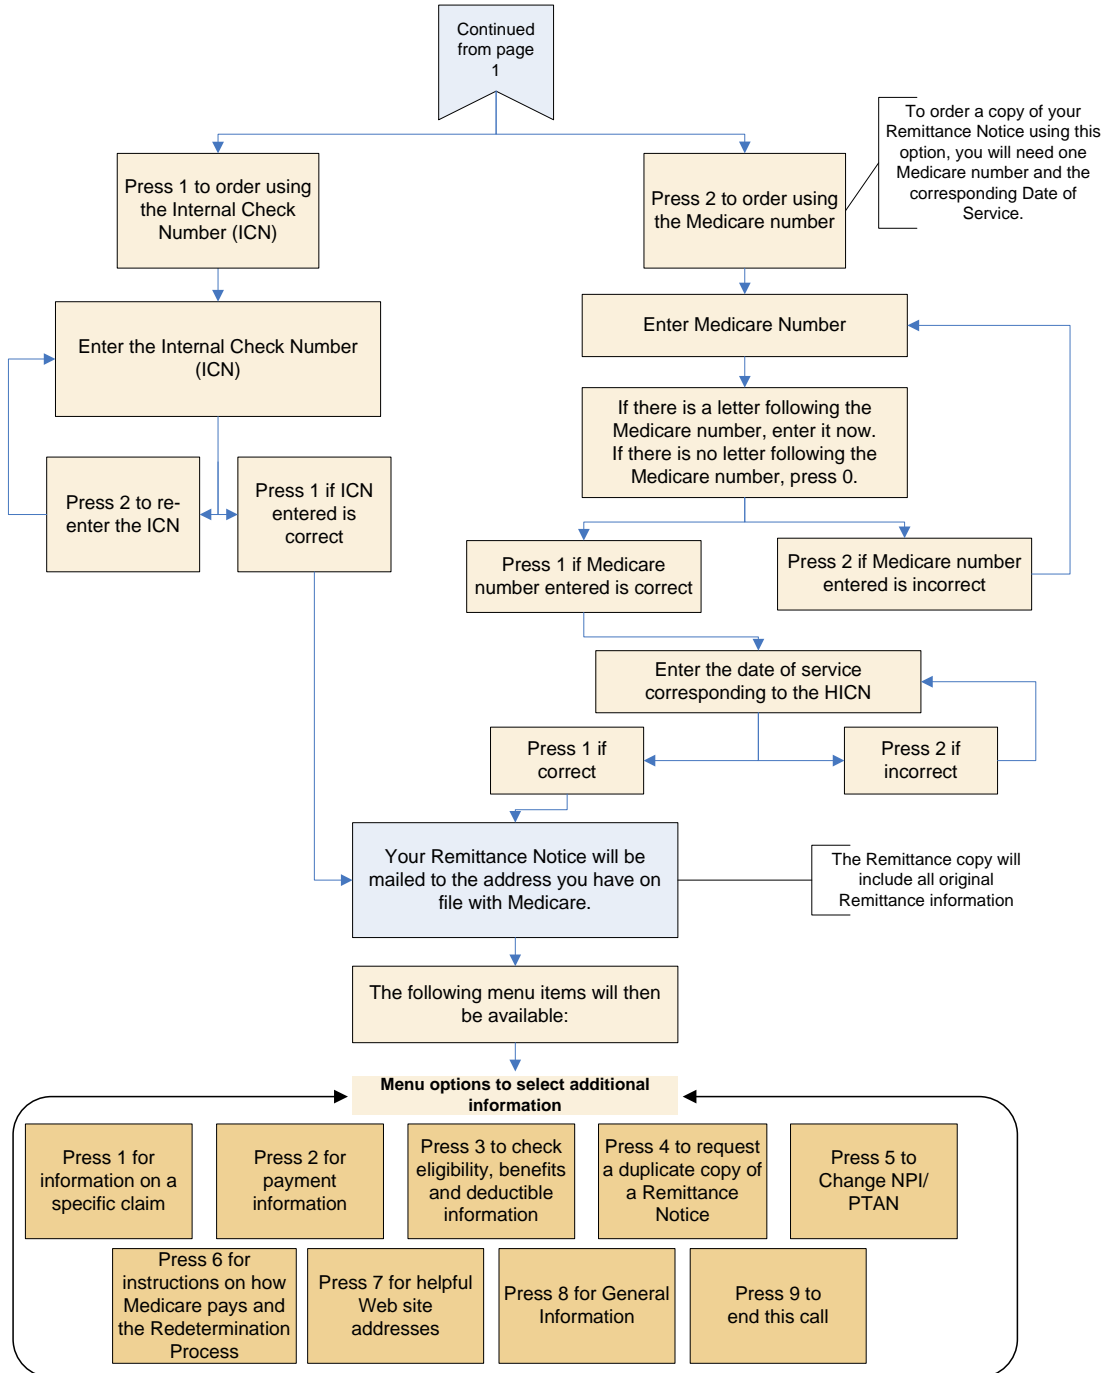 Continued
from page
1
To order a copy of your
Remittance Notice using this
option, you will need one
Medicare number and the
corresponding Date of
Service.
Press 1 to order using
the Internal Check
Number (ICN)
Press 2 to order using
the Medicare number
Enter the Internal Check Number
(ICN)
Enter Medicare Number
If there is a letter following the
Medicare number, enter it now.
If there is no letter following the
Medicare number, press 0.
Press 2 to re-
enter the ICN
Press 1 if ICN
entered is
correct
Press 1 if Medicare
number entered is correct
Press 2 if Medicare number
entered is incorrect
Enter the date of service
corresponding to the HICN
Press 1 if
correct
Press 2 if
incorrect
Your Remittance Notice will be
mailed to the address you have on
file with Medicare.
The Remittance copy will
include all original
Remittance information
The following menu items will then
be available:
Menu options to select additional
information
Press 1 for
information on a
specific claim
Press 2 for
payment
information
Press 3 to check
eligibility, benefits
and deductible
information
Press 4 to request
a duplicate copy of
a Remittance
Notice
Press 5 to
Change NPI/
PTAN
Press 6 for
instructions on how
Medicare pays and
the Redetermination
Process
Press 7 for helpful
Web site
addresses
Press 8 for General
Information
Press 9 to
end this call